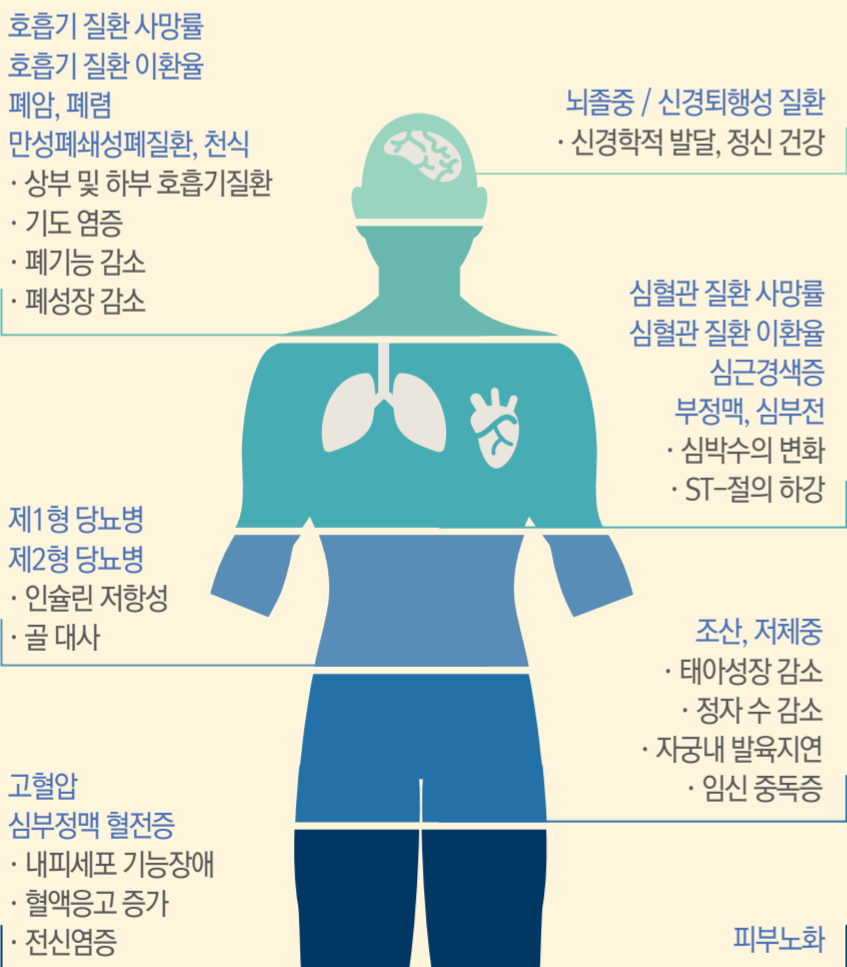 호흡기 질환 사망률
호흡기 질환 이환율
폐암, 폐렴
만성폐쇄성폐질환, 천식
· 상부 및 하부 호흡기질환
· 기도 염증
· 폐기능 감소
· 폐성장 감소
뇌졸중 / 신경퇴행성 질환
· 신경학적 발달, 정신 건강
심혈관 질환 사망률
심혈관 질환 이환율
심근경색증
부정맥, 심부전
· 심박수의 변화
· ST-절의 하강
제1형 당뇨병
제2형 당뇨병
· 인슐린 저항성
· 골 대사
조산, 저체중
· 태아성장 감소
· 정자 수 감소
· 자궁내 발육지연
· 임신 중독증
고혈압
심부정맥 혈전증
· 내피세포 기능장애
· 혈액응고 증가
· 전신염증
피부노화